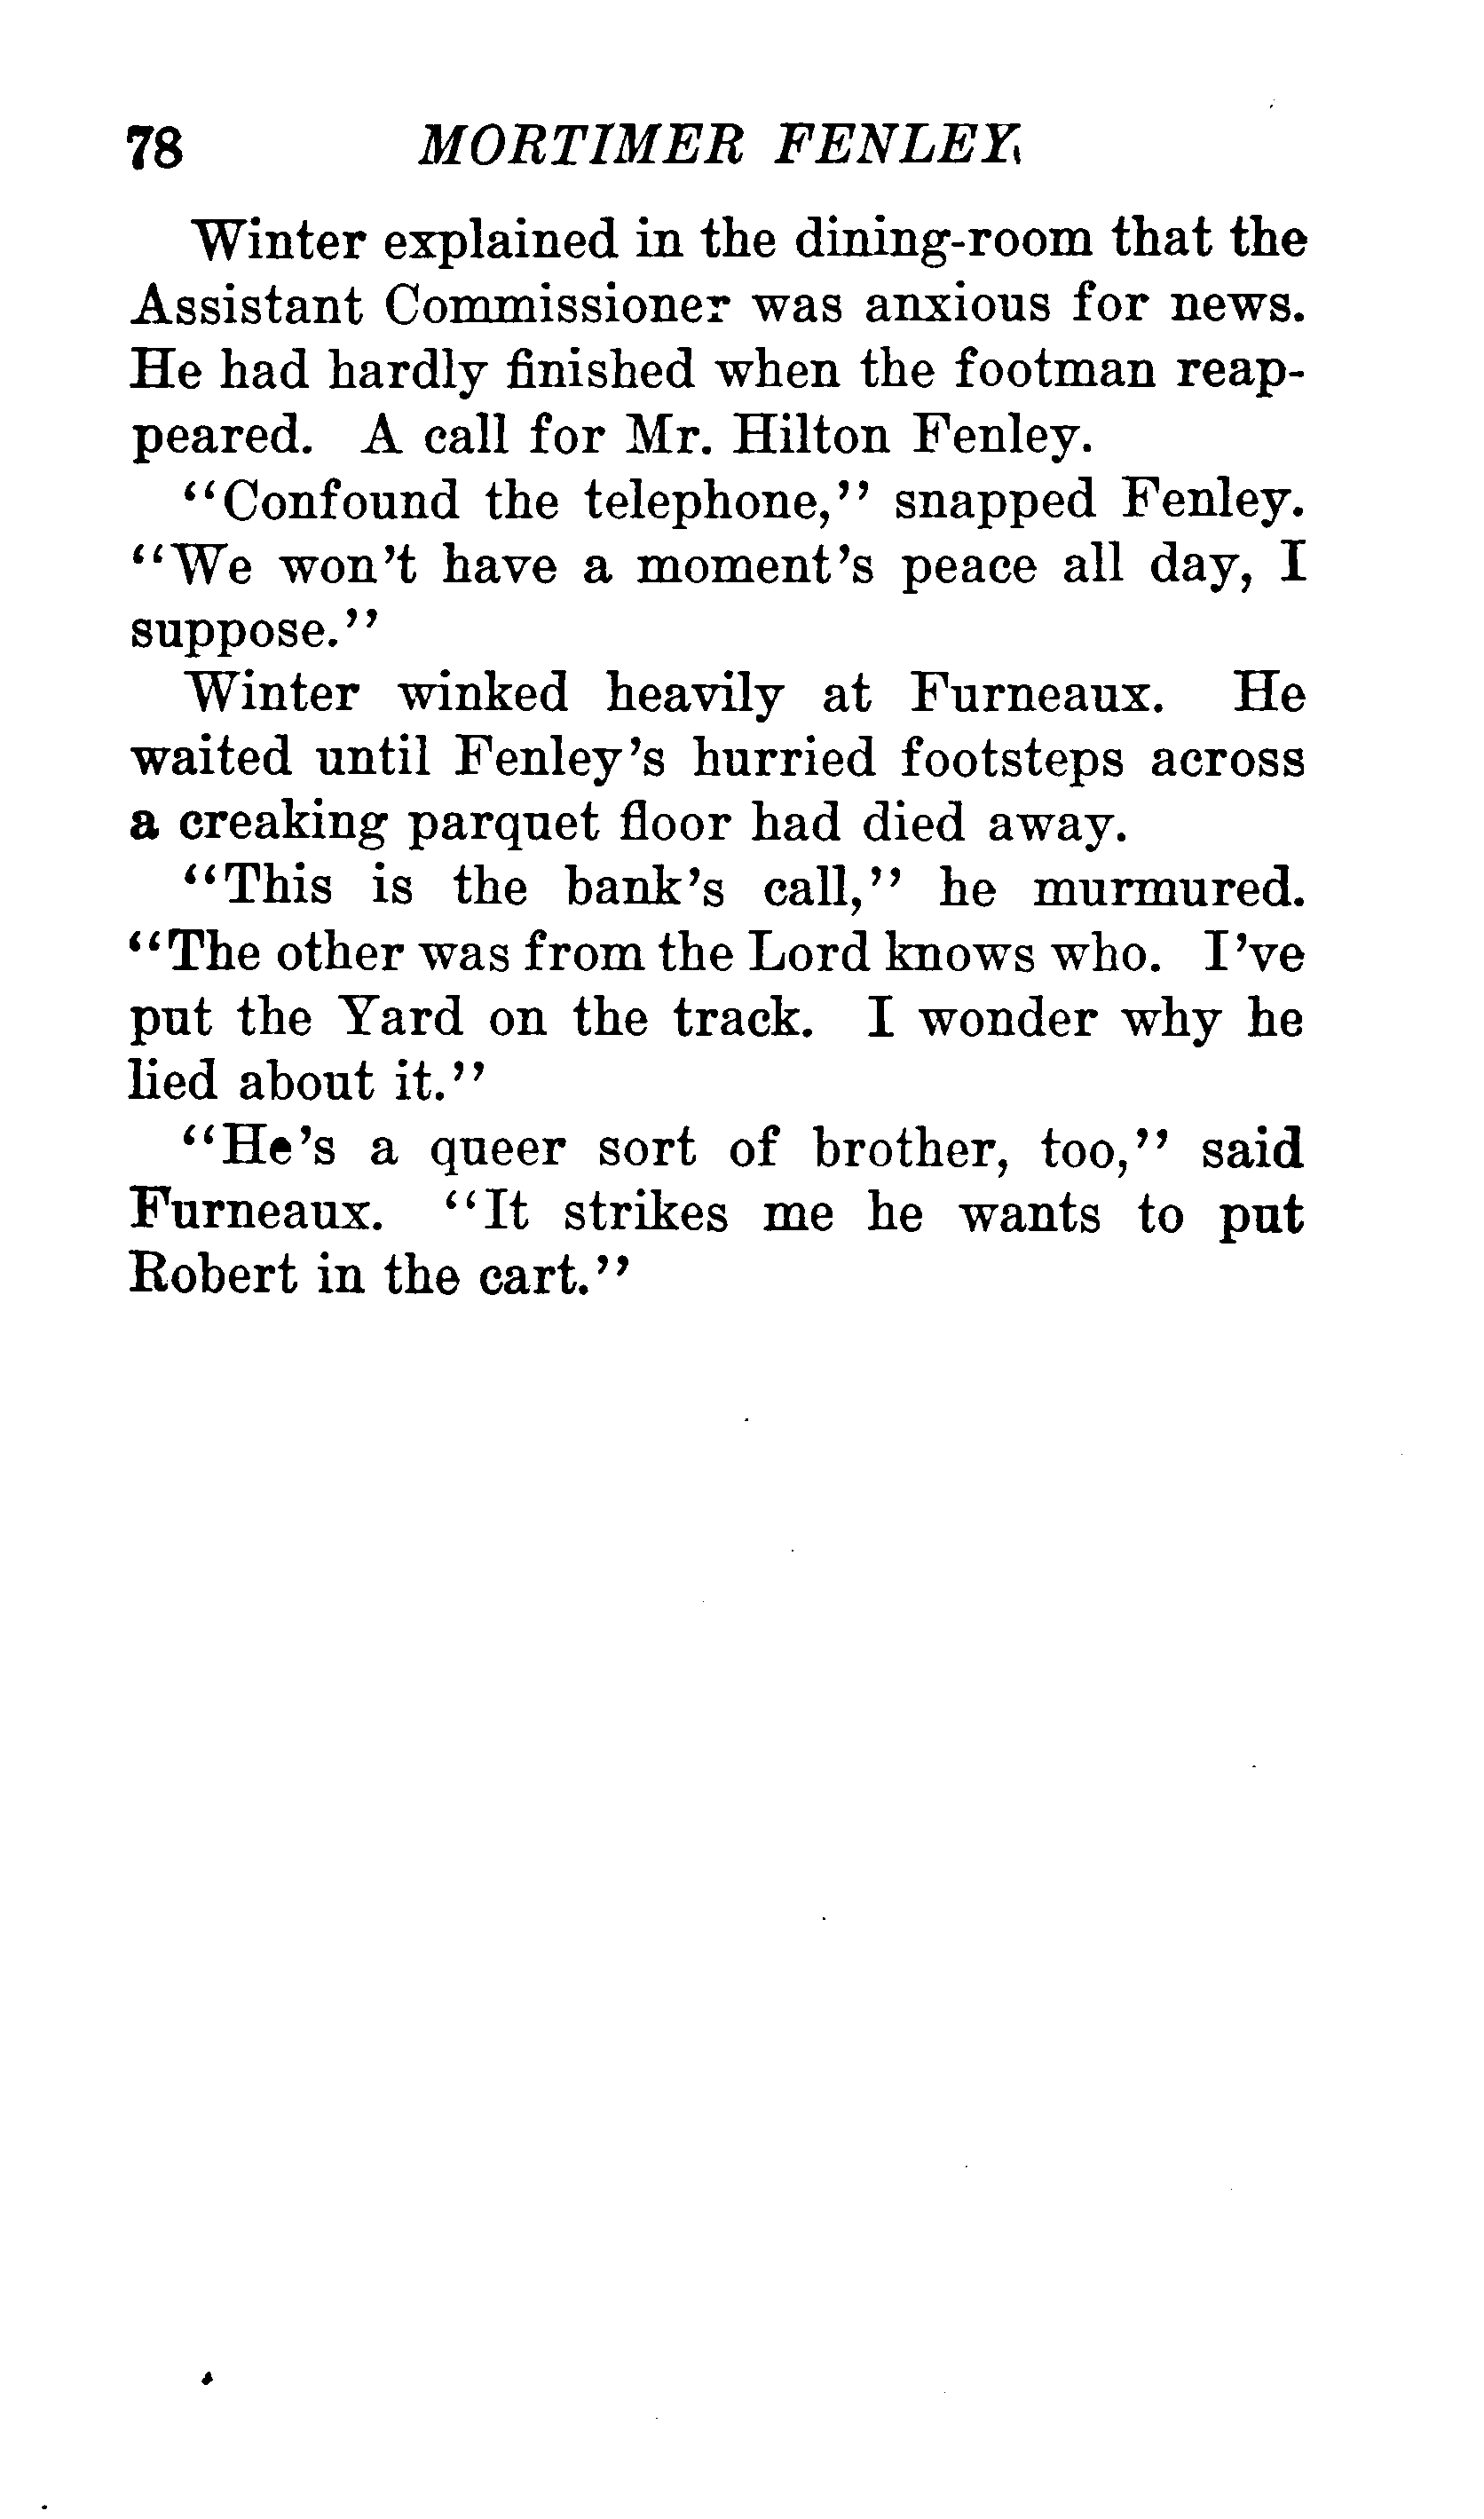 78 MORTIMER FENLEY
Winter explained in the dining-room that the
Assistant Commissioner was anxious for news.
He had hardly finished when the footman reap-
peared. A call for Mr. Hilton Fenley.
“Confound the telephone,” snapped Fenley.
“We won’t have a moment’s peace all day, I
suppose.”
Winter winked heavily at Furneaux. He
waited until Fenley’s hurried footsteps across
a creaking parquet floor had died away.
“This is the bank’s call,” he murmured.
“The other was from the Lord knows who. I’ve
put the Yard on the track. I wonder why he
lied about it.”
“He’s a queer sort of brother, too,” said
Furneaux. “It strikes me he wants to put
Robert in the cart.”